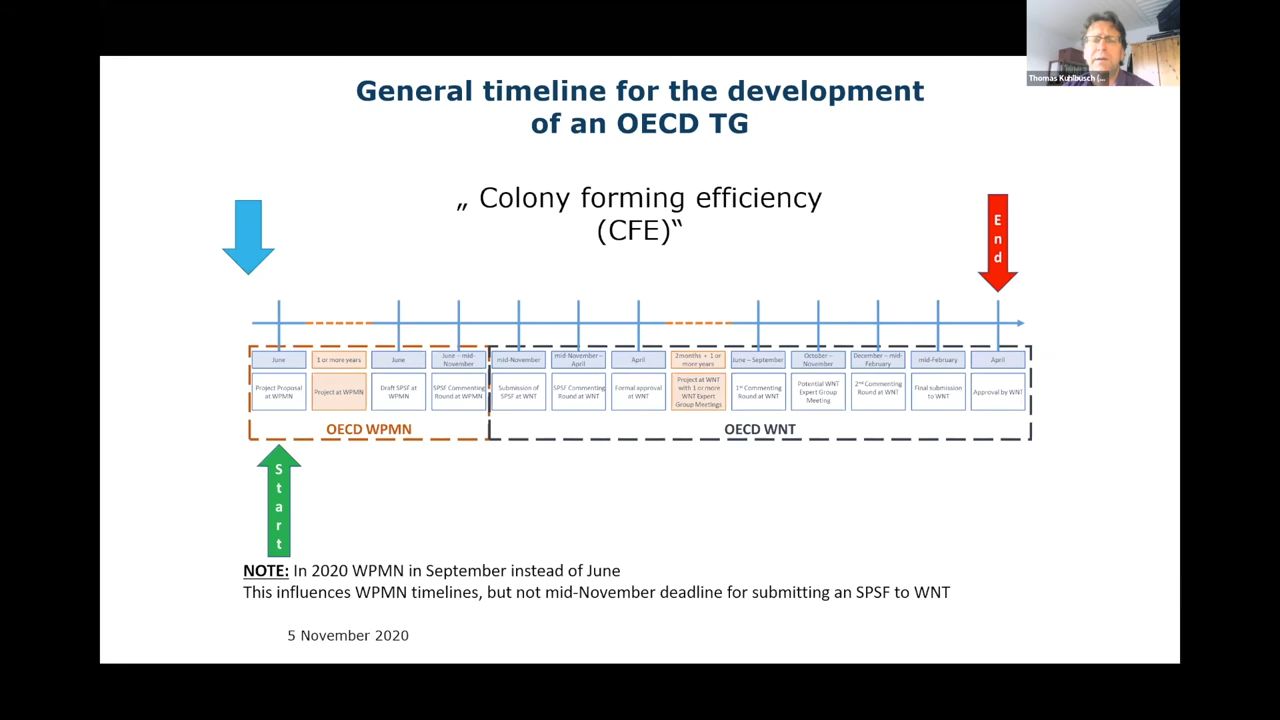 Thomas Kuhlbusch (...
General timeline for the development
of an OECD TG
„ Colony forming efficiency
(CFE)“
E
n
d
June
1 or more years
June
June – mid-
November
mid-November
mid-November –
April
April
2months + 1 or
more years
June – September
October –
November
December – mid-
February
mid-February
April
Project Proposal
at WPMN
Project at WPMN
Draft SPSF at
WPMN
SPSF Commenting
Round at WPMN
Submission of
SPSF at WNT
SPSF Commenting
Round at WNT
Formal approval
at WNT
Project at WNT
with 1 or more
WNT Expert
Group Meetings
1st Commenting
Round at WNT
Potential WNT
Expert Group
Meeting
2nd Commenting
Round at WNT
Final submission
to WNT
Approval by WNT
OECD WPMN
OECD WNT
S
t
a
r
t
NOTE: In 2020 WPMN in September instead of June
This influences WPMN timelines, but not mid-November deadline for submitting an SPSF to WNT
5 November 2020